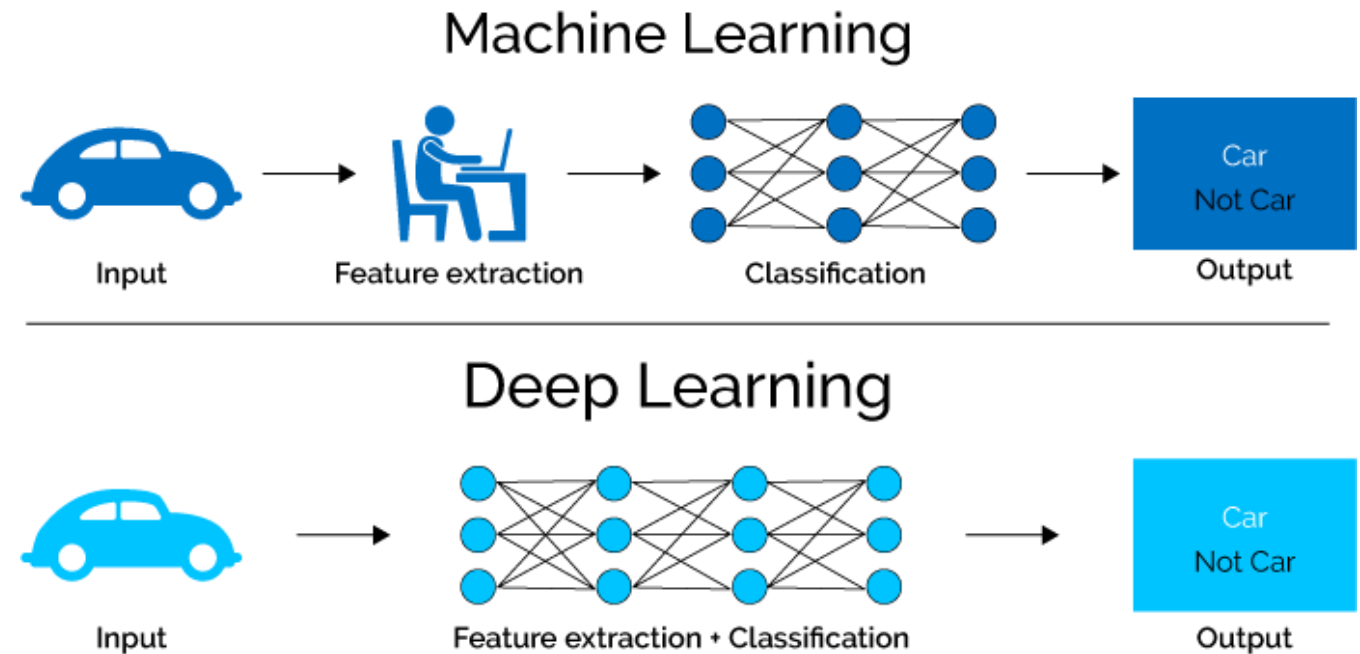 Machine Learning
Input
Feature extraction
Classification
Car
Not Car
Output
Deep Learning
Input
Feature extraction + Classification
Car
Not Car
Output